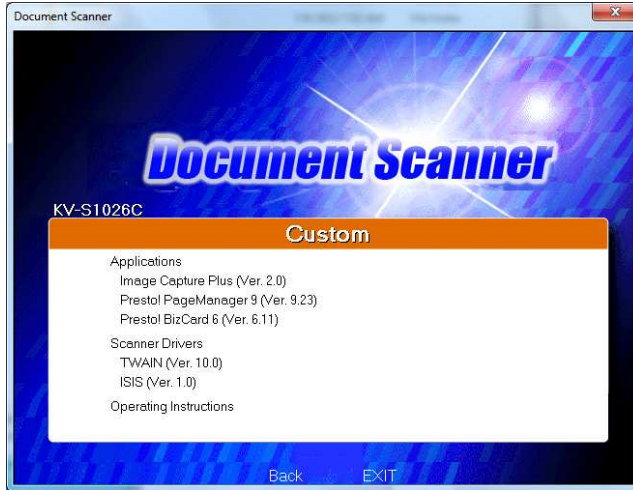 Document Scanner
Document Scanner
KV-S1026C
Custom
Applications
Image Capture Plus (Ver. 2.0)
Presto! PageManager 9 (Ver. 9.23)
Presto! BizCard 6 (Ver. 6.11)
Scanner Drivers
TWAIN (Ver. 10.0)
ISIS (Ver. 1.0)
Operating Instructions
Back EXIT